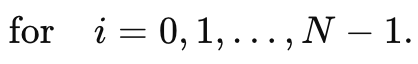 for i = 0, 1, . . . , N − 1.